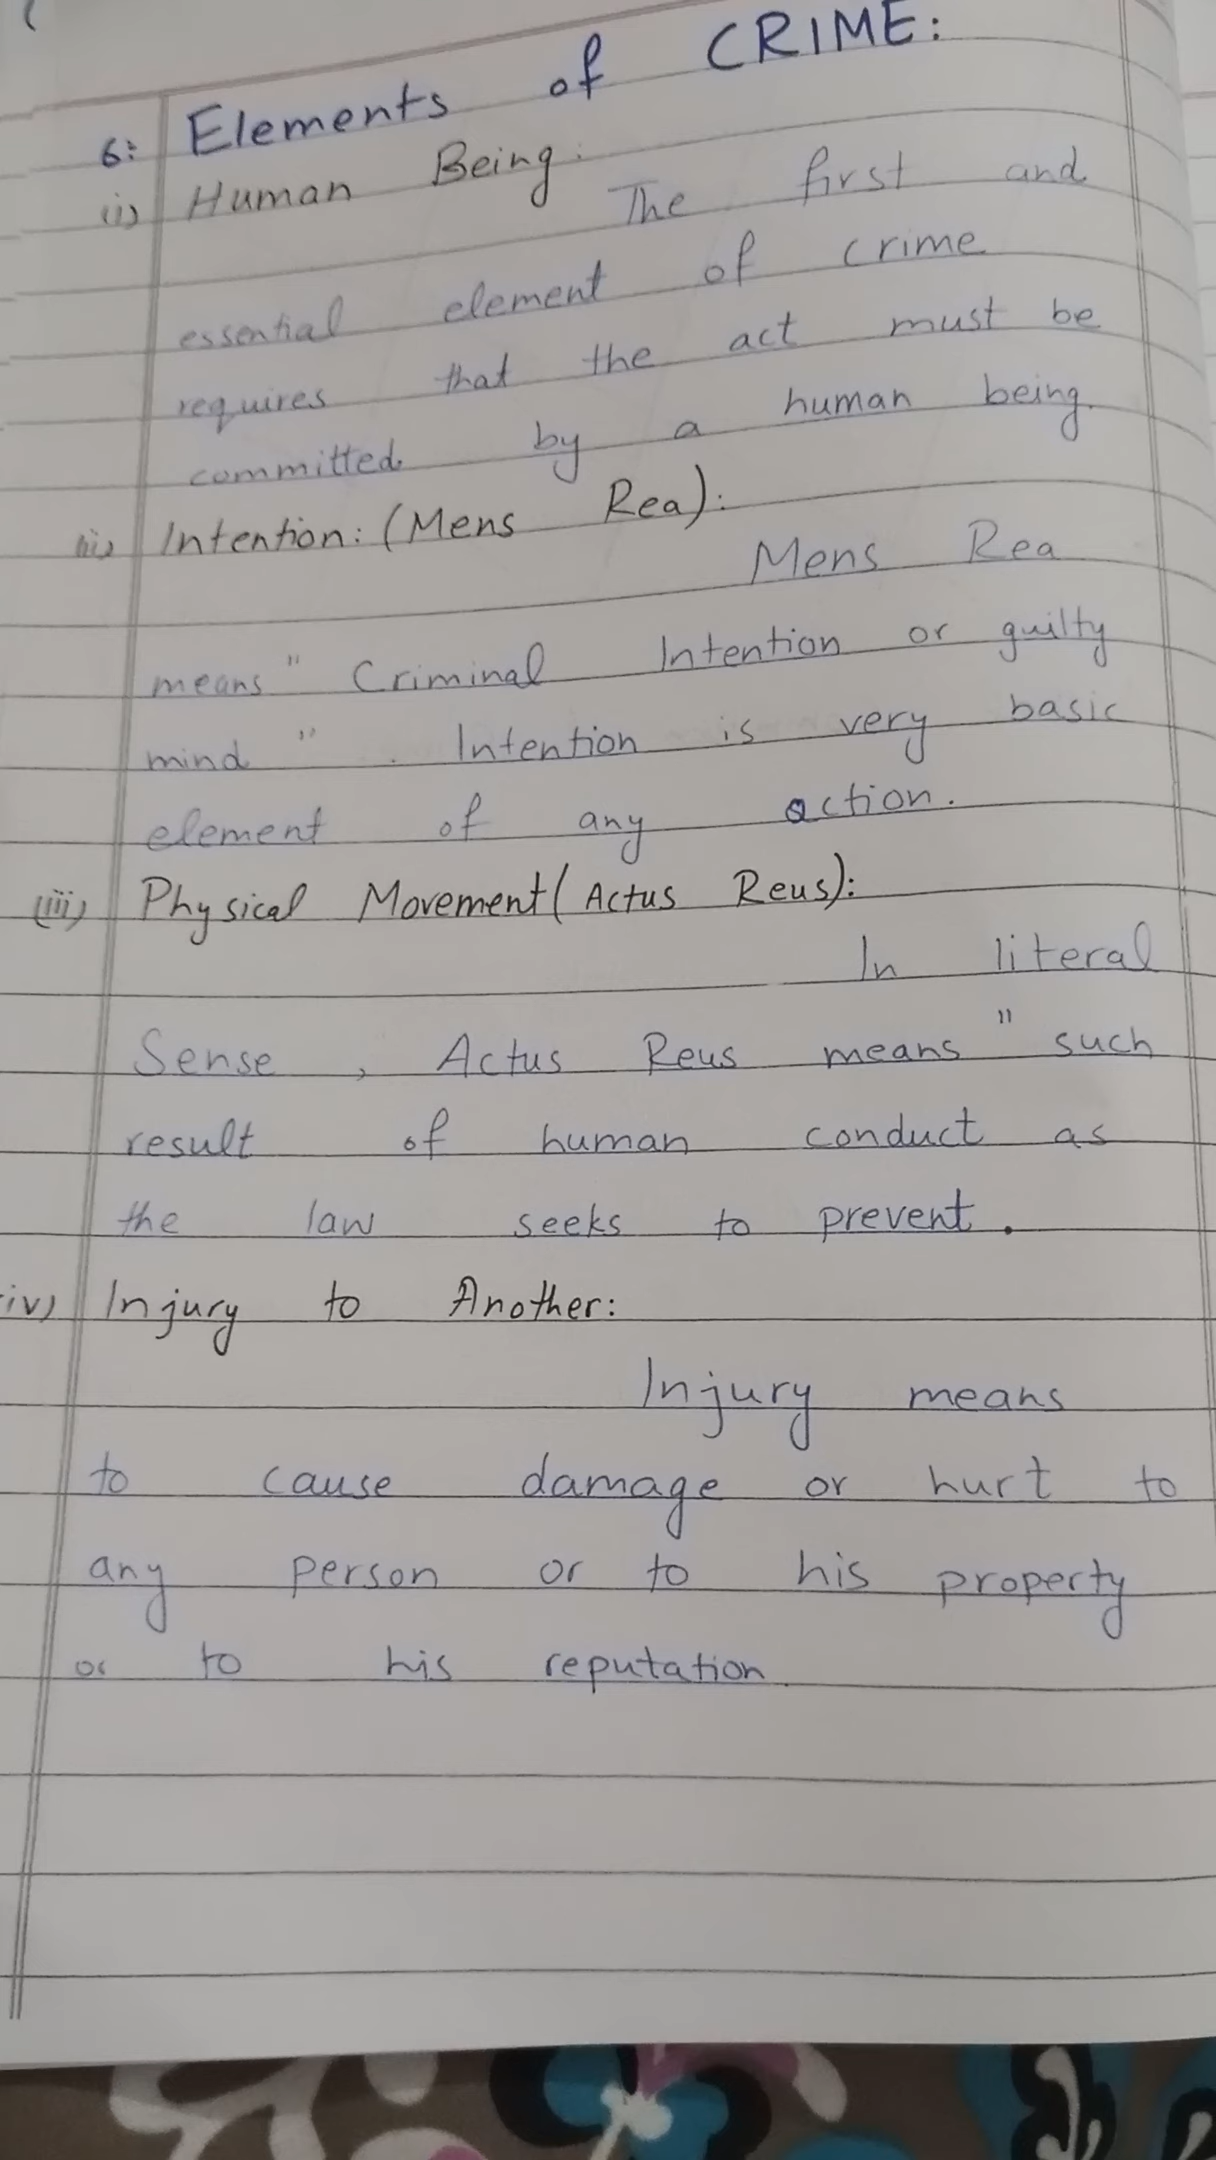 6: Elements of CRIME:
(i) Human Being:
The first and
essential element of crime
requires that the act must be
committed by a human being.
(ii) Intention: (Mens Rea):
Mens Rea
means " Criminal Intention or guilty
mind ". Intention is very basic
element of any action.
(iii) Physical Movement (Actus Reus):
In literal
Sense, Actus Reus means " such
result of human conduct as
the law seeks to prevent.
iv) Injury to Another:
Injury means
to cause damage or hurt to
any person or to his property
or to his reputation.